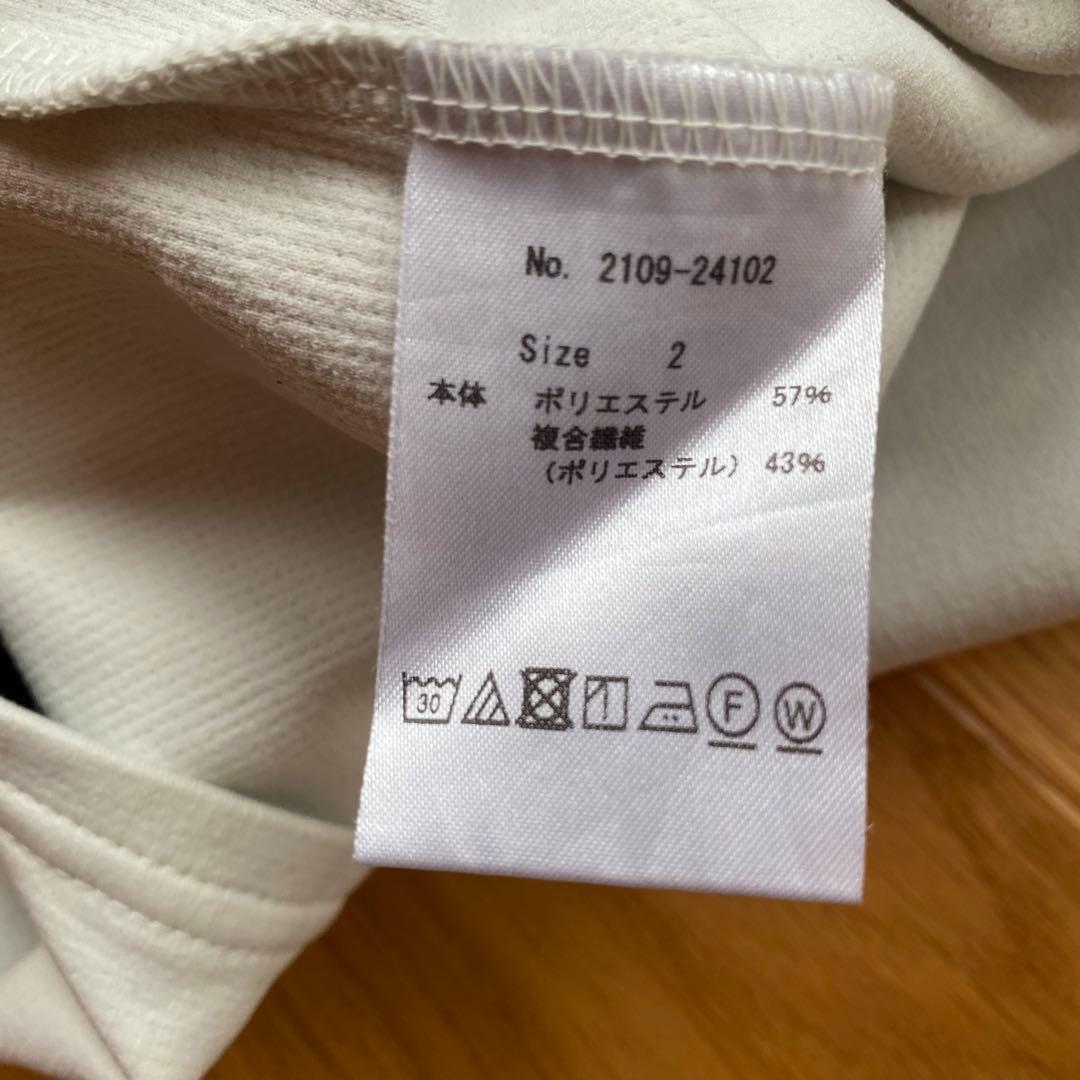 No. 2109-24102
Size 2
本体 ポリエステル 57%
複合繊維
(ポリエステル) 43%
30 F W